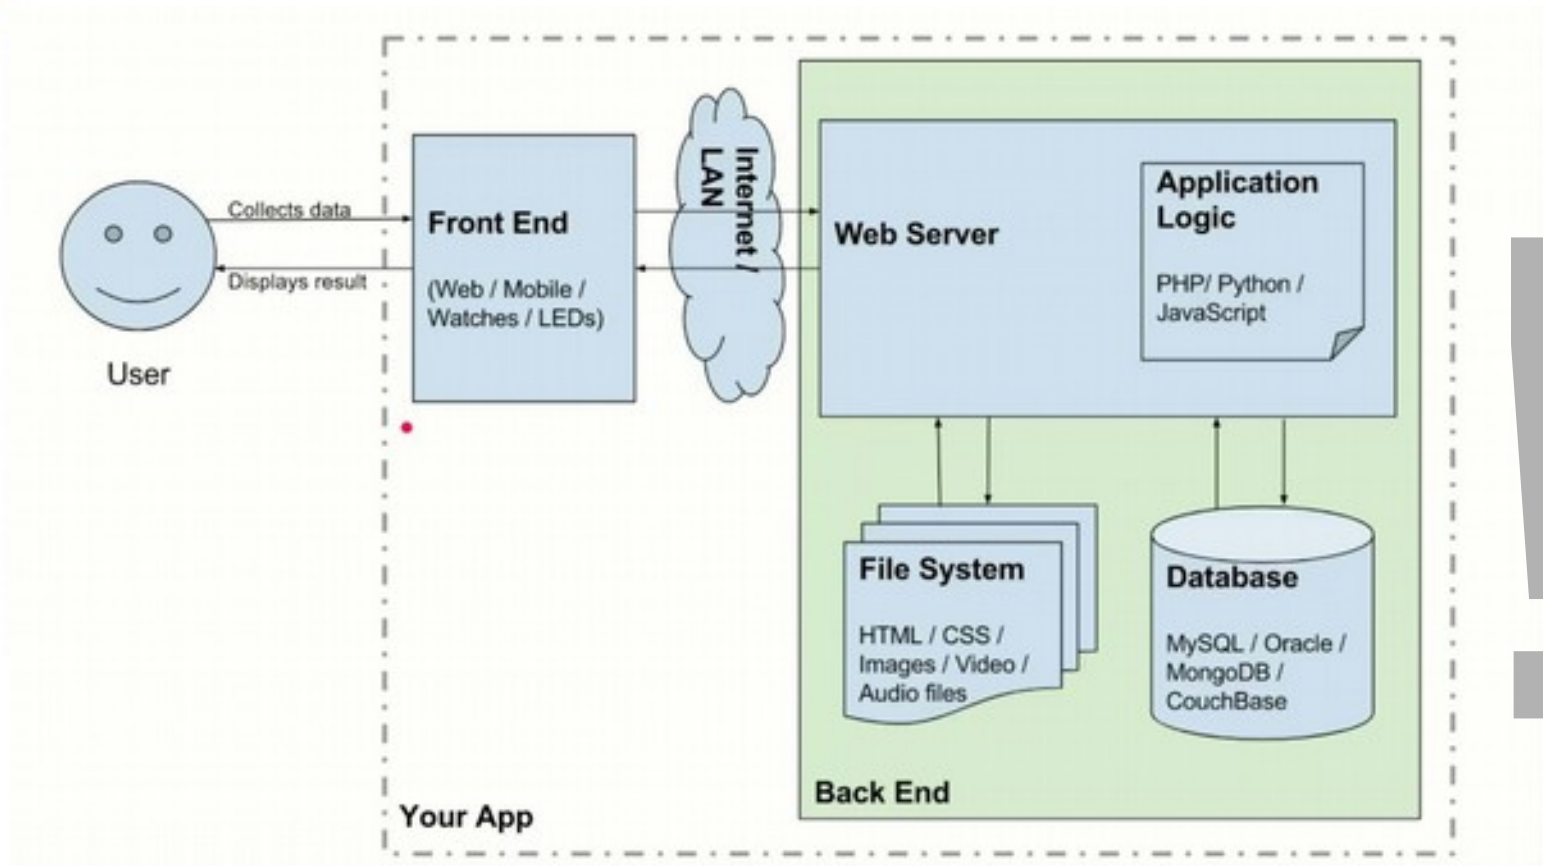 Collects data
Displays result
User
Front End
(Web / Mobile /
Watches / LEDs)
Internet /
LAN
Web Server
Application
Logic
PHP/ Python /
JavaScript
File System
HTML / CSS /
Images / Video /
Audio files
Database
MySQL / Oracle /
MongoDB /
CouchBase
Back End
Your App